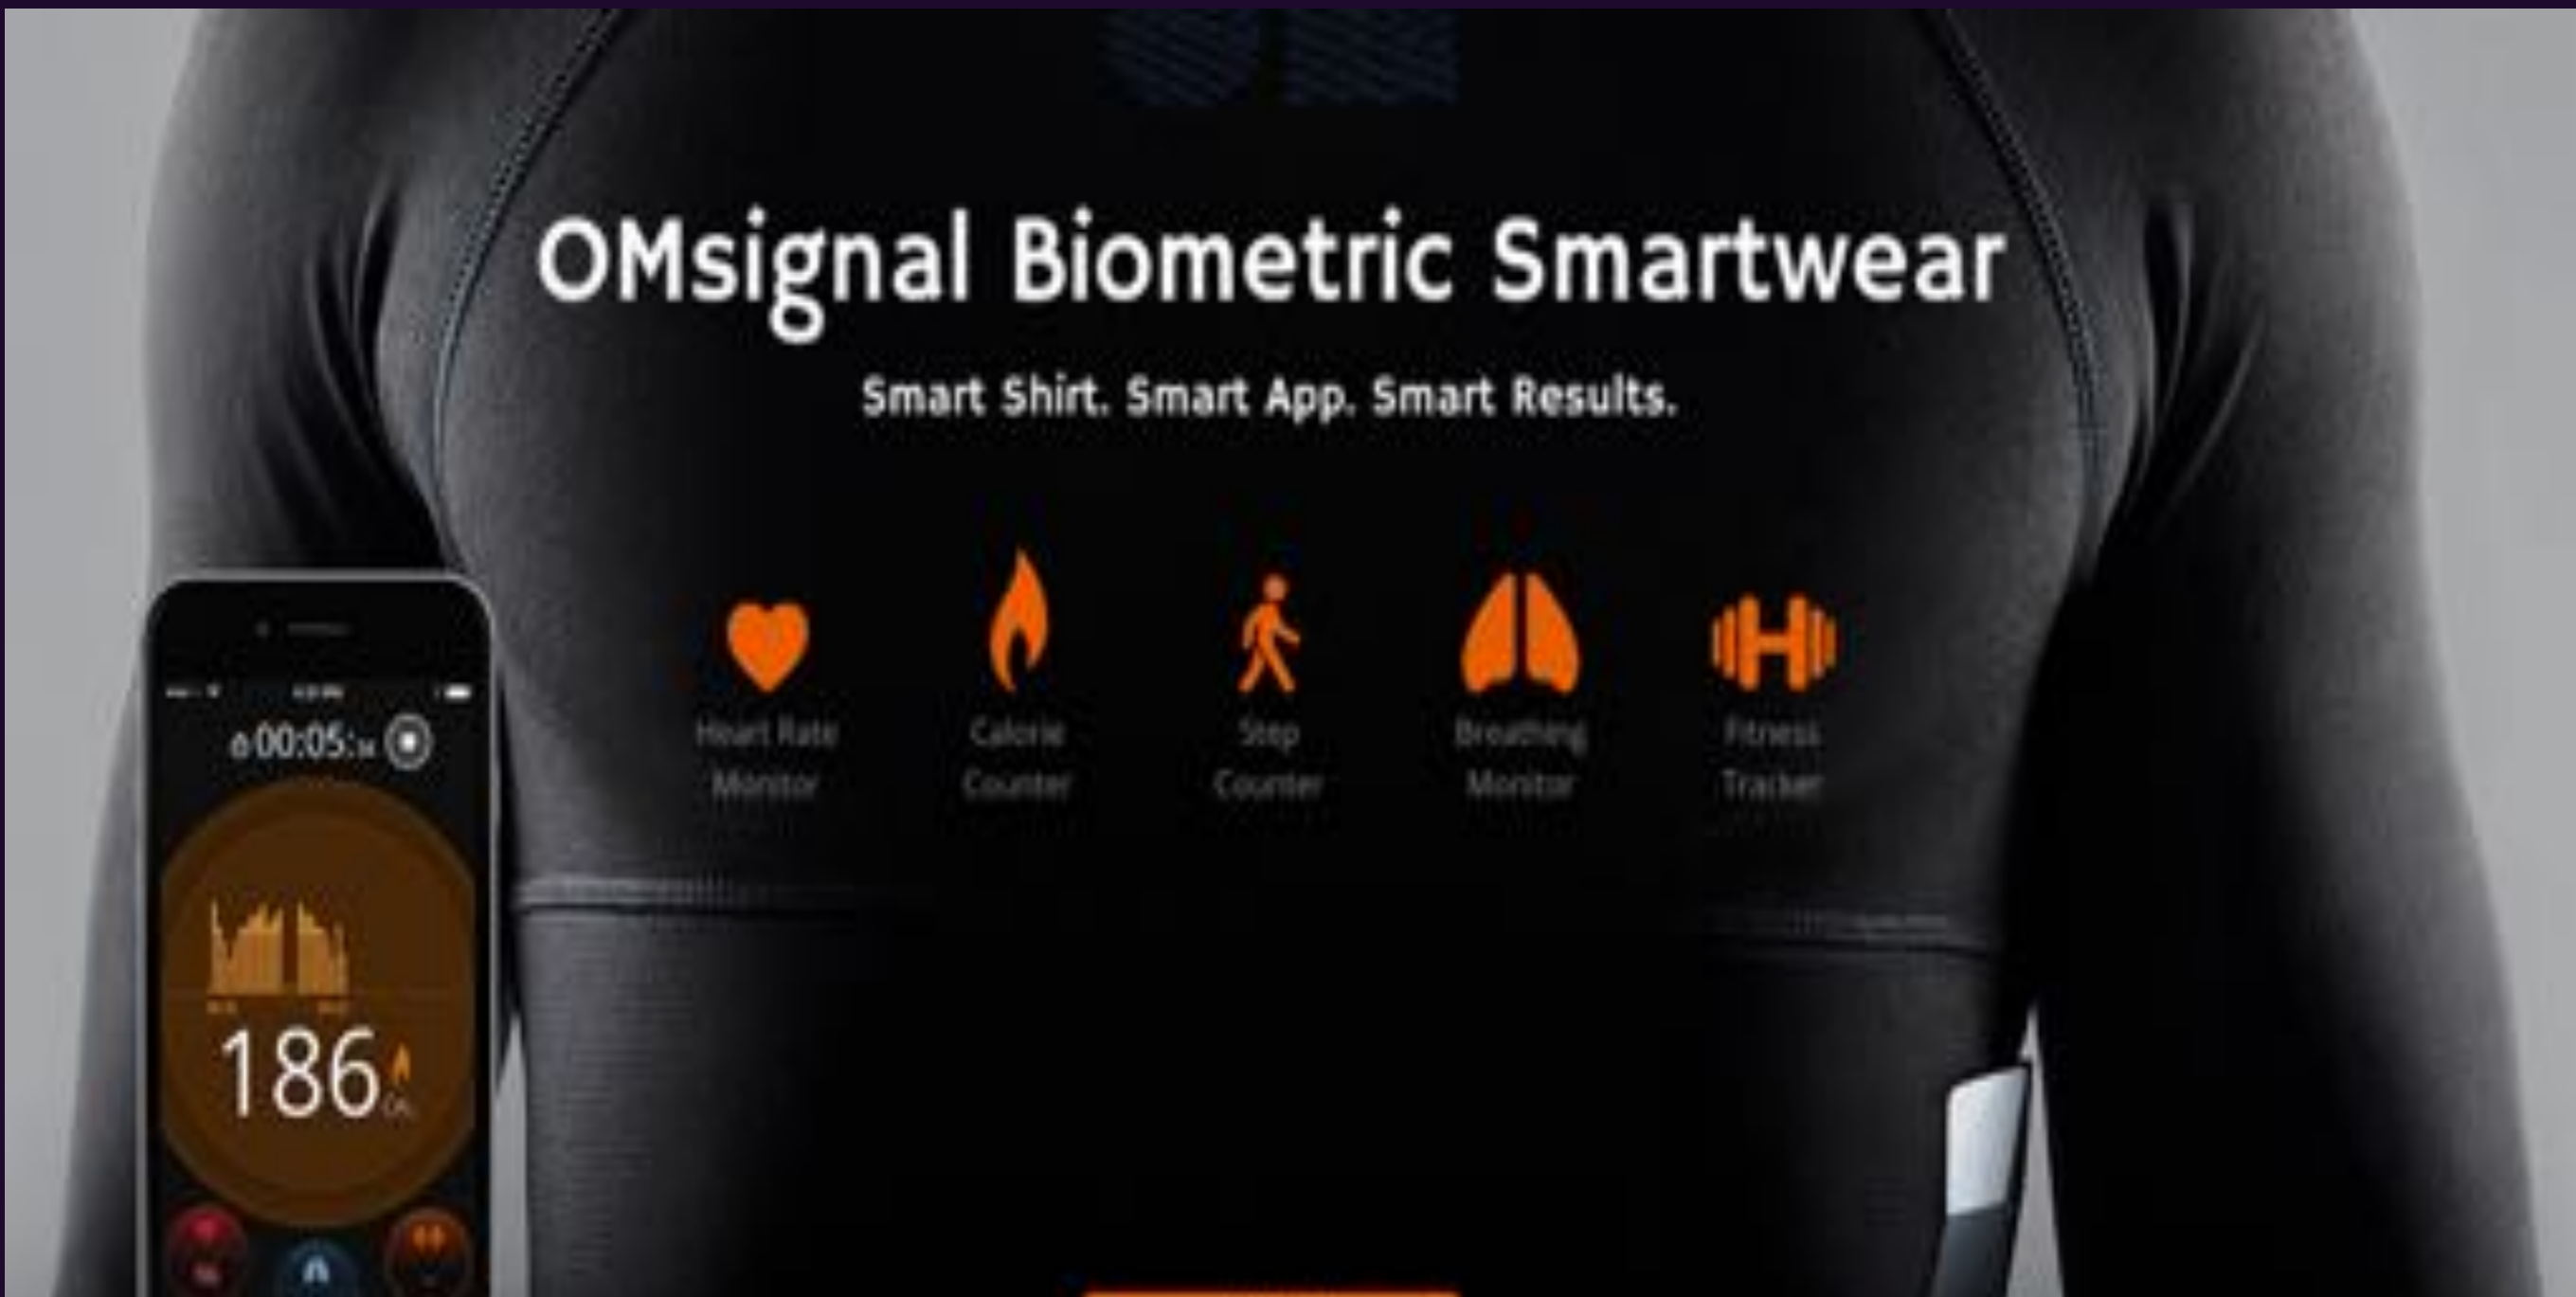 OMsignal Biometric Smartwear
Smart Shirt. Smart App. Smart Results.
Heart Rate
Monitor
Calorie
Counter
Step
Counter
Breathing
Monitor
Fitness
Tracker
00:05:
186